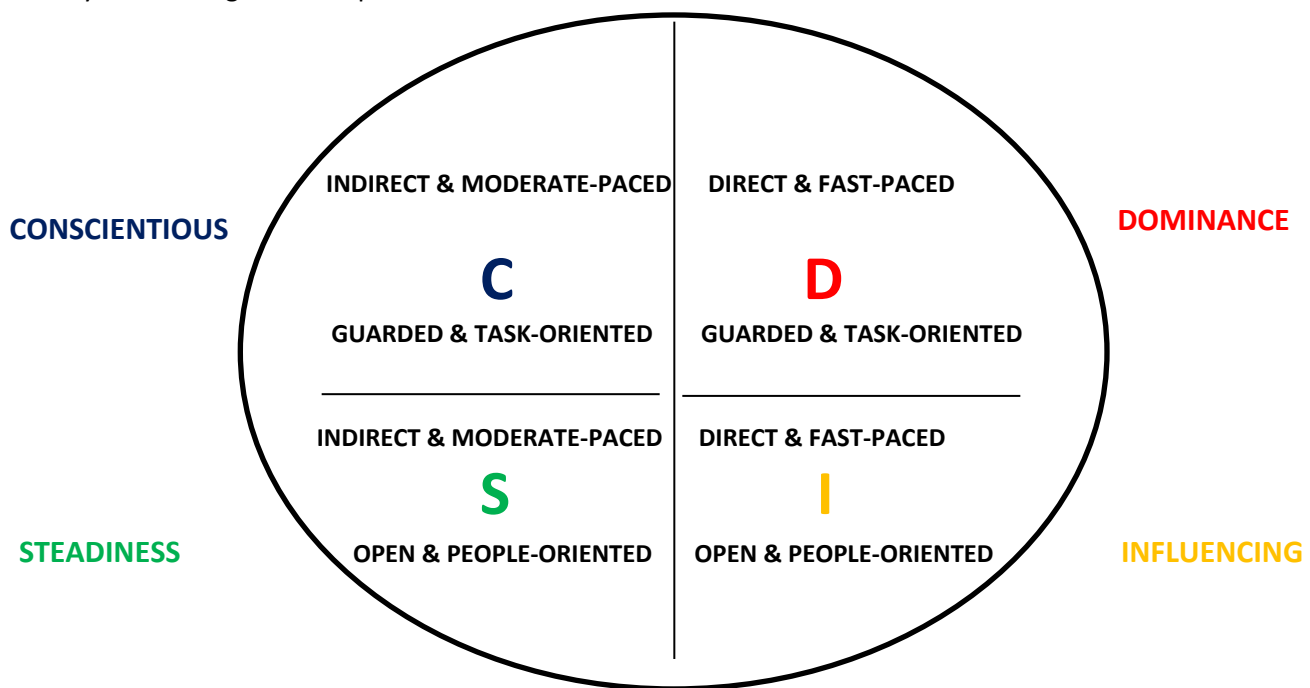 INDIRECT & MODERATE-PACED
DIRECT & FAST-PACED
CONSCIENTIOUS
DOMINANCE
C
D
GUARDED & TASK-ORIENTED
GUARDED & TASK-ORIENTED
INDIRECT & MODERATE-PACED
DIRECT & FAST-PACED
S
I
STEADINESS
OPEN & PEOPLE-ORIENTED
OPEN & PEOPLE-ORIENTED
INFLUENCING